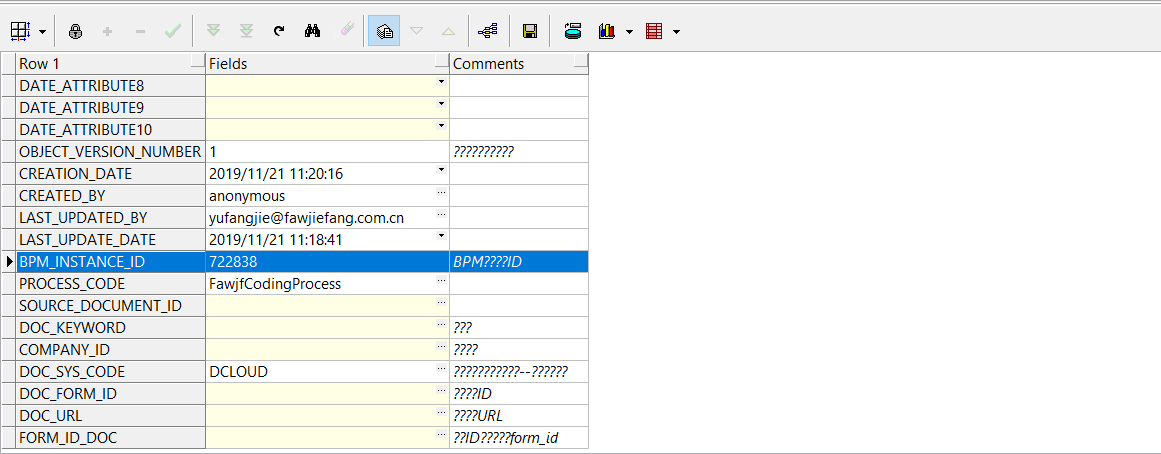 Row 1 Fields Comments
DATE_ATTRIBUTE8
DATE_ATTRIBUTE9
DATE_ATTRIBUTE10
OBJECT_VERSION_NUMBER 1 ??????????
CREATION_DATE 2019/11/21 11:20:16
CREATED_BY anonymous
LAST_UPDATED_BY yufangjie@fawjiefang.com.cn
LAST_UPDATE_DATE 2019/11/21 11:18:41
BPM_INSTANCE_ID 722838 BPM????ID
PROCESS_CODE FawjfCodingProcess
SOURCE_DOCUMENT_ID
DOC_KEYWORD ???
COMPANY_ID ????
DOC_SYS_CODE DCLOUD ???????????--??????
DOC_FORM_ID ????ID
DOC_URL ????URL
FORM_ID_DOC ??ID?????form_id